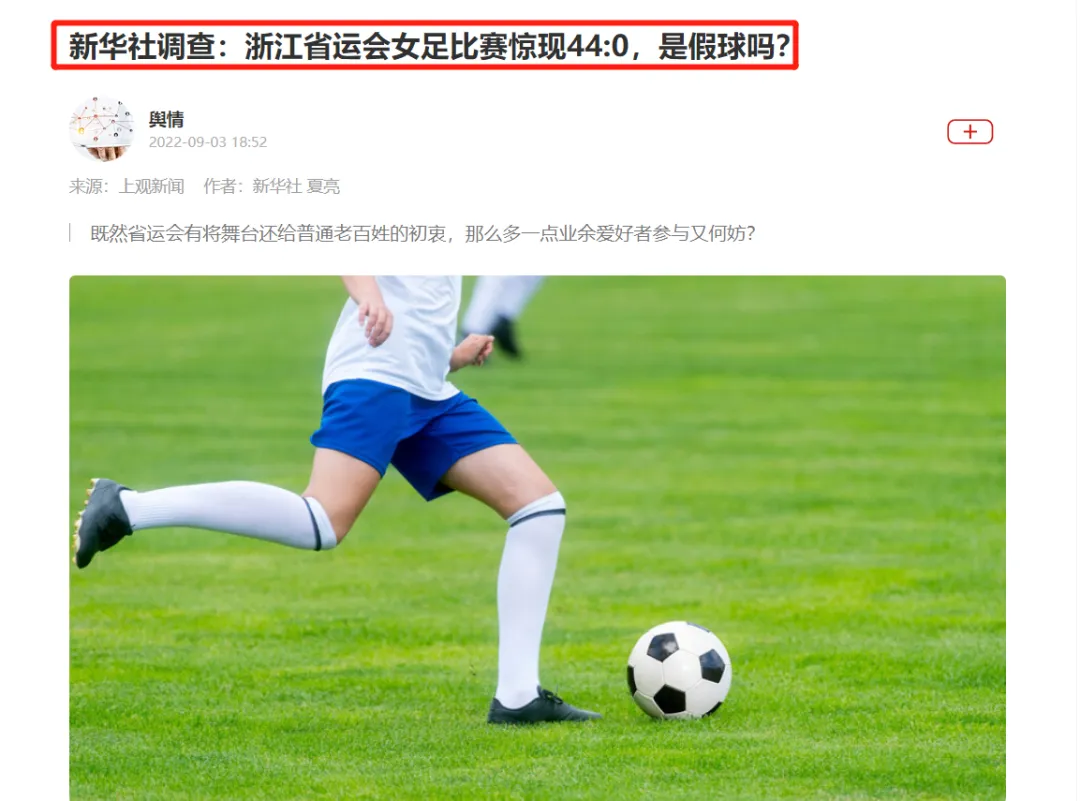 新华社调查：浙江省运会女足比赛惊现44:0，是假球吗?
舆情
2022-09-03 18:52
来源：上观新闻 作者：新华社 夏亮
既然省运会有将舞台还给普通老百姓的初衷，那么多一点业余爱好者参与又何妨？